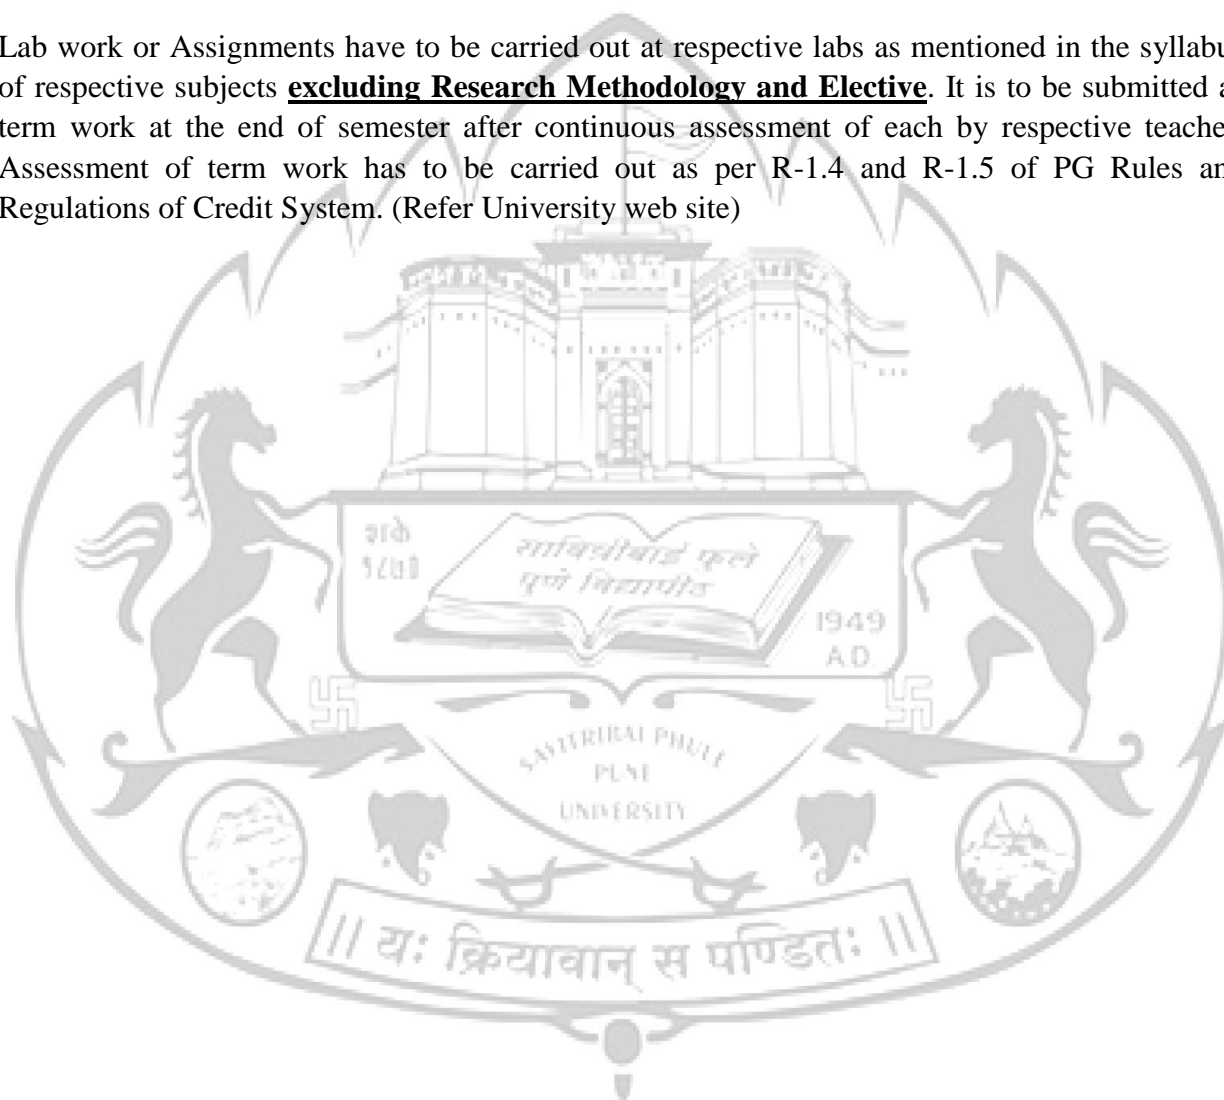 Lab work or Assignments have to be carried out at respective labs as mentioned in the syllabu
of respective subjects excluding Research Methodology and Elective. It is to be submitted a
term work at the end of semester after continuous assessment of each by respective teache
Assessment of term work has to be carried out as per R-1.4 and R-1.5 of PG Rules an
Regulations of Credit System. (Refer University web site)
शके
१८७०
सावित्रीबाई फुले
पुणे विद्यापीठ
1949
A.D.
SAVITRIBAI PHULE
PUNE
UNIVERSITY
|| यः क्रियावान् स पण्डितः ||